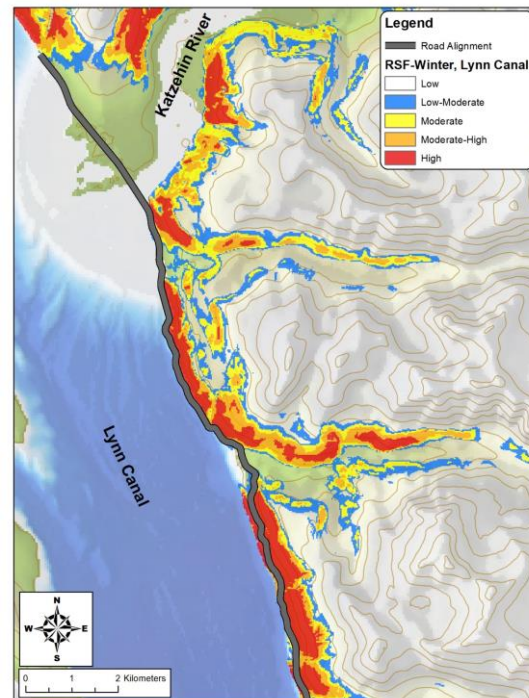 Legend
Road Alignment
RSF-Winter, Lynn Canal
Low
Low-Moderate
Moderate
Moderate-High
High
Katzehin River
Lynn Canal
N
W E
S
0 1 2 Kilometers